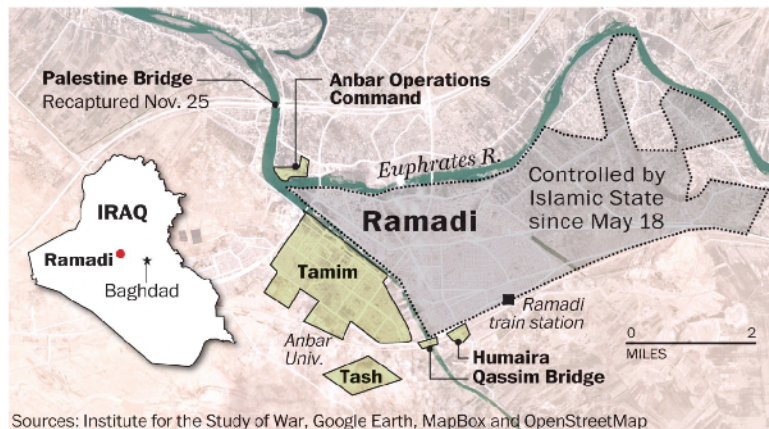 Palestine Bridge
Recaptured Nov. 25
Anbar Operations
Command
Euphrates R.
Controlled by
Islamic State
since May 18
Ramadi
IRAQ
Ramadi
Baghdad
Tamim
Anbar
Univ.
Tash
Ramadi
train station
Humaira
Qassim Bridge
0 2
MILES
Sources: Institute for the Study of War, Google Earth, MapBox and OpenStreetMap